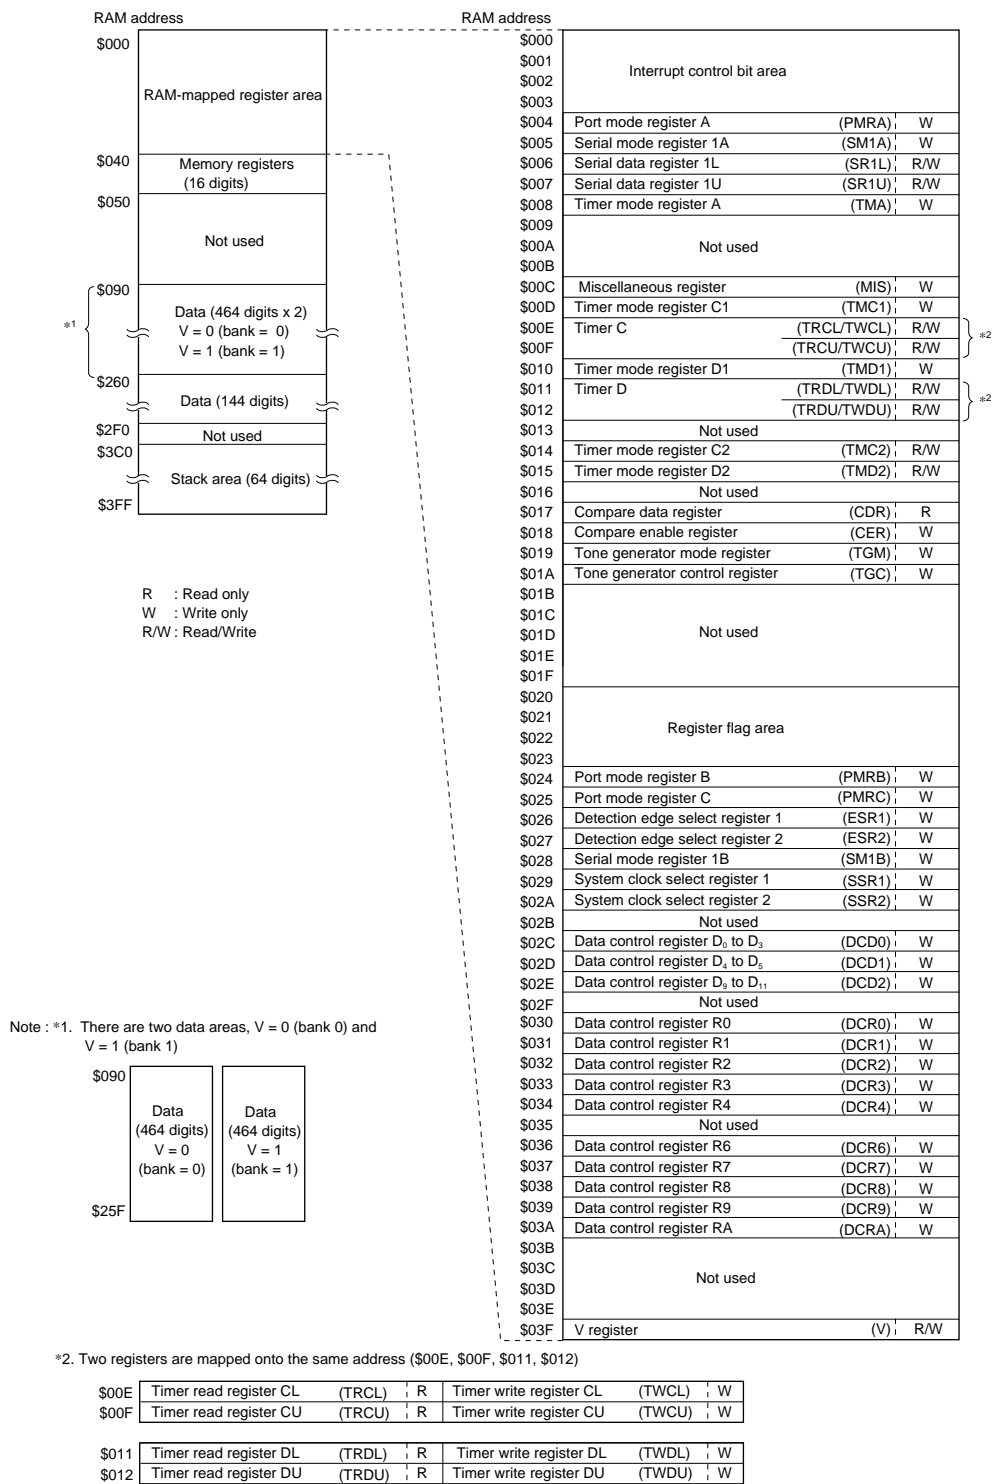 RAM address
$000
RAM-mapped register area
$040
Memory registers
(16 digits)
$050
Not used
$090
*1
Data (464 digits x 2)
V = 0 (bank = 0)
V = 1 (bank = 1)
$260
Data (144 digits)
$2F0
Not used
$3C0
Stack area (64 digits)
$3FF
R : Read only
W : Write only
R/W : Read/Write
Note : *1. There are two data areas, V = 0 (bank 0) and
V = 1 (bank 1)
$090
Data
(464 digits)
V = 0
(bank = 0)
Data
(464 digits)
V = 1
(bank = 1)
$25F
RAM address
$000
$001
Interrupt control bit area
$002
$003
$004 Port mode register A (PMRA) W
$005 Serial mode register 1A (SM1A) W
$006 Serial data register 1L (SR1L) R/W
$007 Serial data register 1U (SR1U) R/W
$008 Timer mode register A (TMA) W
$009
$00A Not used
$00B
$00C Miscellaneous register (MIS) W
$00D Timer mode register C1 (TMC1) W
$00E Timer C (TRCL/TWCL) R/W
*2
$00F (TRCU/TWCU) R/W
$010 Timer mode register D1 (TMD1) W
$011 Timer D (TRDL/TWDL) R/W
*2
$012 (TRDU/TWDU) R/W
$013 Not used
$014 Timer mode register C2 (TMC2) R/W
$015 Timer mode register D2 (TMD2) R/W
$016 Not used
$017 Compare data register (CDR) R
$018 Compare enable register (CER) W
$019 Tone generator mode register (TGM) W
$01A Tone generator control register (TGC) W
$01B
$01C
$01D Not used
$01E
$01F
$020
$021
Register flag area
$022
$023
$024 Port mode register B (PMRB) W
$025 Port mode register C (PMRC) W
$026 Detection edge select register 1 (ESR1) W
$027 Detection edge select register 2 (ESR2) W
$028 Serial mode register 1B (SM1B) W
$029 System clock select register 1 (SSR1) W
$02A System clock select register 2 (SSR2) W
$02B Not used
$02C Data control register D₀ to D₃ (DCD0) W
$02D Data control register D₄ to D₅ (DCD1) W
$02E Data control register D₉ to D₁₁ (DCD2) W
$02F Not used
$030 Data control register R0 (DCR0) W
$031 Data control register R1 (DCR1) W
$032 Data control register R2 (DCR2) W
$033 Data control register R3 (DCR3) W
$034 Data control register R4 (DCR4) W
$035 Not used
$036 Data control register R6 (DCR6) W
$037 Data control register R7 (DCR7) W
$038 Data control register R8 (DCR8) W
$039 Data control register R9 (DCR9) W
$03A Data control register RA (DCRA) W
$03B
$03C
Not used
$03D
$03E
$03F V register (V) R/W
*2. Two registers are mapped onto the same address ($00E, $00F, $011, $012)
$00E Timer read register CL (TRCL) R Timer write register CL (TWCL) W
$00F Timer read register CU (TRCU) R Timer write register CU (TWCU) W
$011 Timer read register DL (TRDL) R Timer write register DL (TWDL) W
$012 Timer read register DU (TRDU) R Timer write register DU (TWDU) W